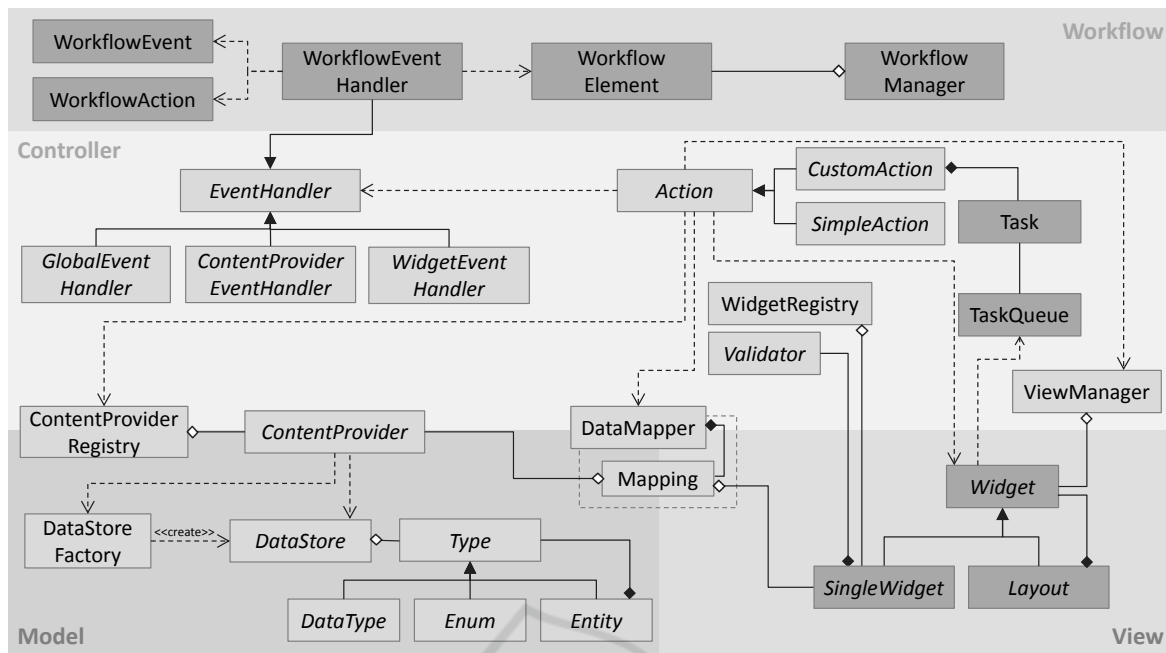 Workflow
WorkflowEvent
WorkflowAction
WorkflowEvent
Handler
Workflow
Element
Workflow
Manager
Controller
EventHandler
Action
CustomAction
SimpleAction
Task
GlobalEvent
Handler
ContentProvider
EventHandler
WidgetEvent
Handler
WidgetRegistry
TaskQueue
Validator
ViewManager
ContentProvider
Registry
ContentProvider
DataMapper
Mapping
Widget
DataStore
Factory
<<create>>
DataStore
Type
DataType
Enum
Entity
SingleWidget
Layout
Model
View